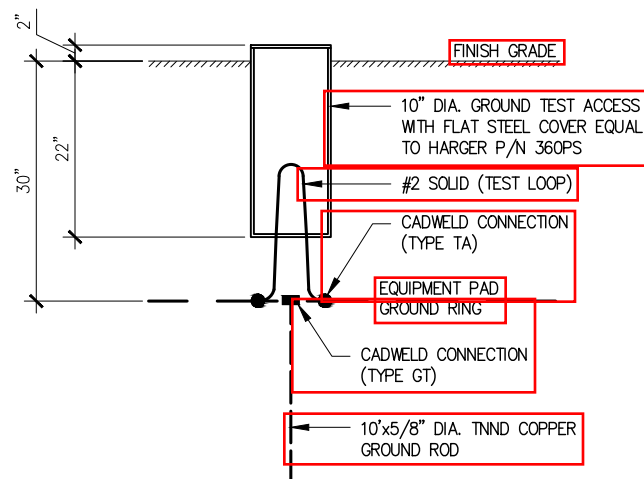 2"
FINISH GRADE
22"
30"
10" DIA. GROUND TEST ACCESS
WITH FLAT STEEL COVER EQUAL
TO HARGER P/N 360PS
#2 SOLID (TEST LOOP)
CADWELD CONNECTION
(TYPE TA)
EQUIPMENT PAD
GROUND RING
CADWELD CONNECTION
(TYPE GT)
10'x5/8" DIA. TNND COPPER
GROUND ROD